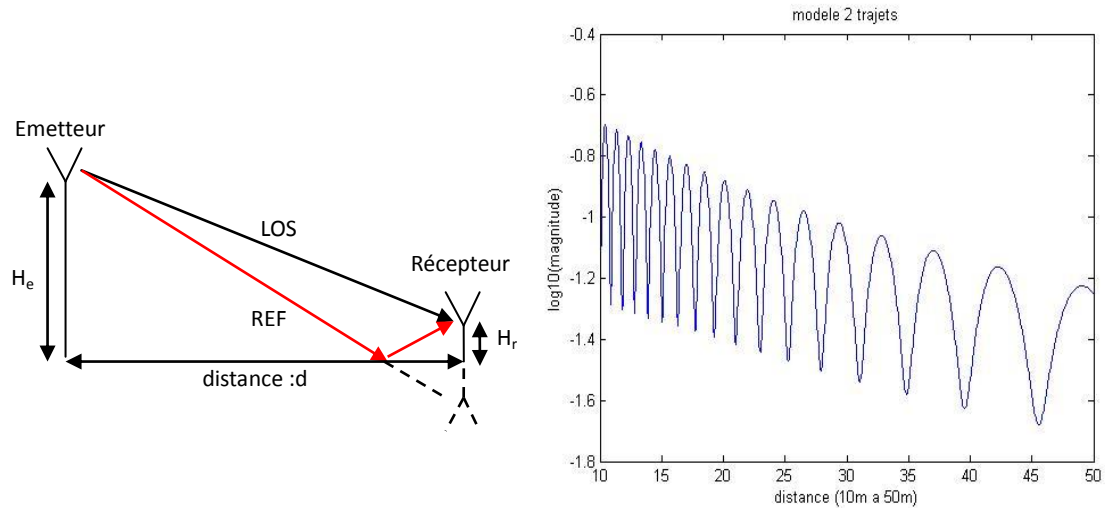 Emetteur
LOS
Récepteur
He
REF
Hr
distance :d
modele 2 trajets
-0.4
-0.6
-0.8
-1
-1.2
-1.4
-1.6
-1.8
log10(magnitude)
10 15 20 25 30 35 40 45 50
distance (10m a 50m)